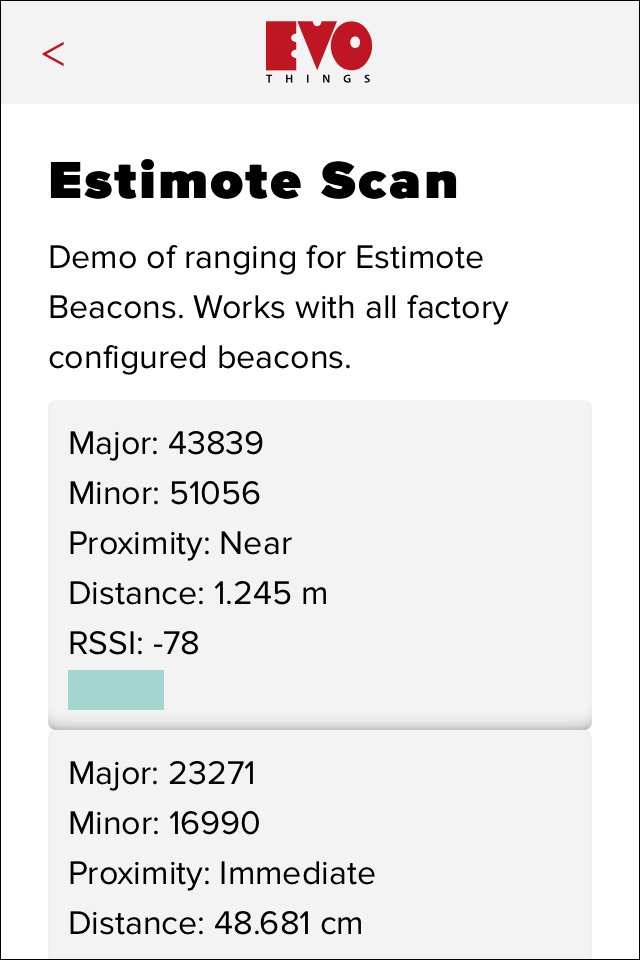 <
EVO
THINGS
Estimote Scan
Demo of ranging for Estimote
Beacons. Works with all factory
configured beacons.
Major: 43839
Minor: 51056
Proximity: Near
Distance: 1.245 m
RSSI: -78
Major: 23271
Minor: 16990
Proximity: Immediate
Distance: 48.681 cm